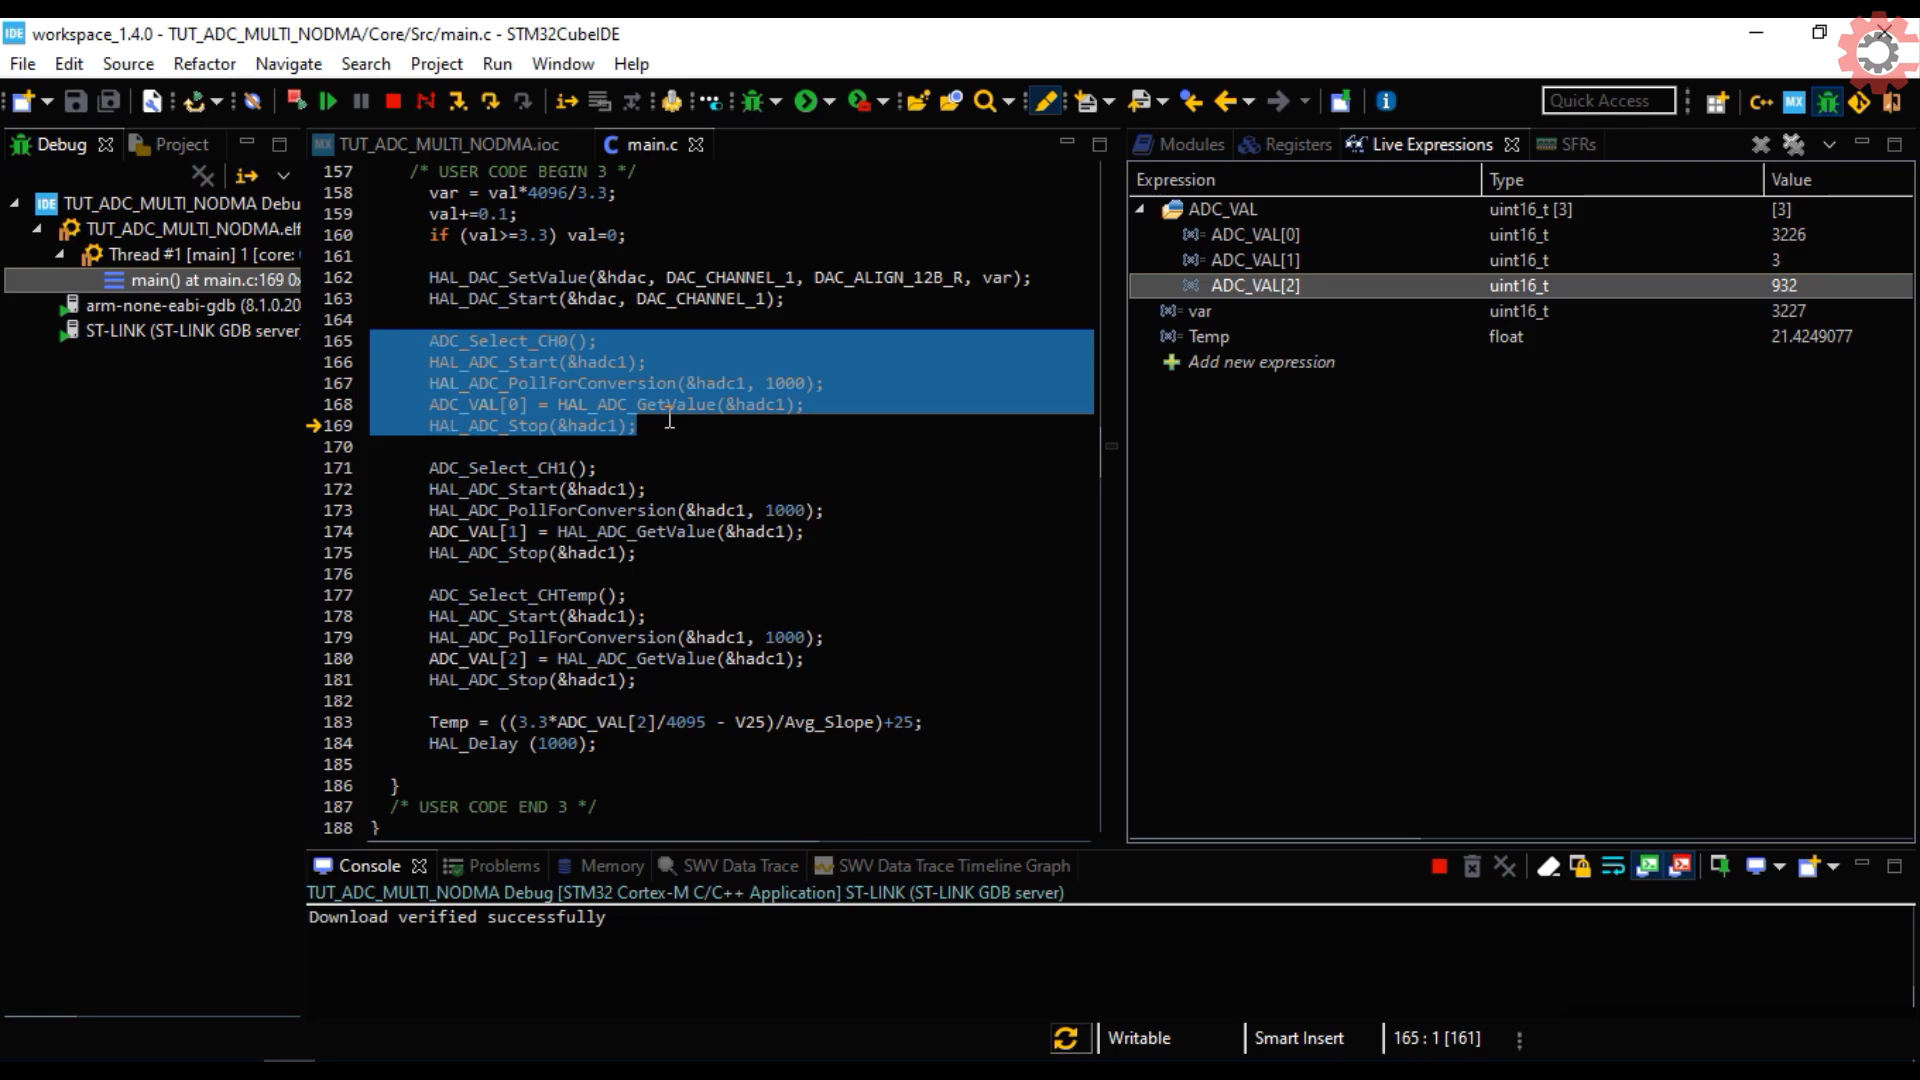 IDE workspace_1.4.0 - TUT_ADC_MULTI_NODMA/Core/Src/main.c - STM32CubeIDE
File Edit Source Refactor Navigate Search Project Run Window Help
Quick Access
C++ MX
Debug Project
MX TUT_ADC_MULTI_NODMA.ioc
C main.c
Modules Registers Live Expressions SFRs
IDE TUT_ADC_MULTI_NODMA Debu
TUT_ADC_MULTI_NODMA.elf
Thread #1 [main] 1 [core:
main() at main.c:169 0x
arm-none-eabi-gdb (8.1.0.20
ST-LINK (ST-LINK GDB server)
157 /* USER CODE BEGIN 3 */
158 var = val*4096/3.3;
159 val+=0.1;
160 if (val>=3.3) val=0;
161
162 HAL_DAC_SetValue(&hdac, DAC_CHANNEL_1, DAC_ALIGN_12B_R, var);
163 HAL_DAC_Start(&hdac, DAC_CHANNEL_1);
164
165 ADC_Select_CH0();
166 HAL_ADC_Start(&hadc1);
167 HAL_ADC_PollForConversion(&hadc1, 1000);
168 ADC_VAL[0] = HAL_ADC_GetValue(&hadc1);
169 HAL_ADC_Stop(&hadc1);
170
171 ADC_Select_CH1();
172 HAL_ADC_Start(&hadc1);
173 HAL_ADC_PollForConversion(&hadc1, 1000);
174 ADC_VAL[1] = HAL_ADC_GetValue(&hadc1);
175 HAL_ADC_Stop(&hadc1);
176
177 ADC_Select_CHTemp();
178 HAL_ADC_Start(&hadc1);
179 HAL_ADC_PollForConversion(&hadc1, 1000);
180 ADC_VAL[2] = HAL_ADC_GetValue(&hadc1);
181 HAL_ADC_Stop(&hadc1);
182
183 Temp = ((3.3*ADC_VAL[2]/4095 - V25)/Avg_Slope)+25;
184 HAL_Delay (1000);
185
186 }
187 /* USER CODE END 3 */
188 }
Expression Type Value
ADC_VAL uint16_t [3] [3]
ADC_VAL[0] uint16_t 3226
ADC_VAL[1] uint16_t 3
ADC_VAL[2] uint16_t 932
var uint16_t 3227
Temp float 21.4249077
Add new expression
Console Problems Memory SWV Data Trace SWV Data Trace Timeline Graph
TUT_ADC_MULTI_NODMA Debug [STM32 Cortex-M C/C++ Application] ST-LINK (ST-LINK GDB server)
Download verified successfully
Writable Smart Insert 165 : 1 [161]